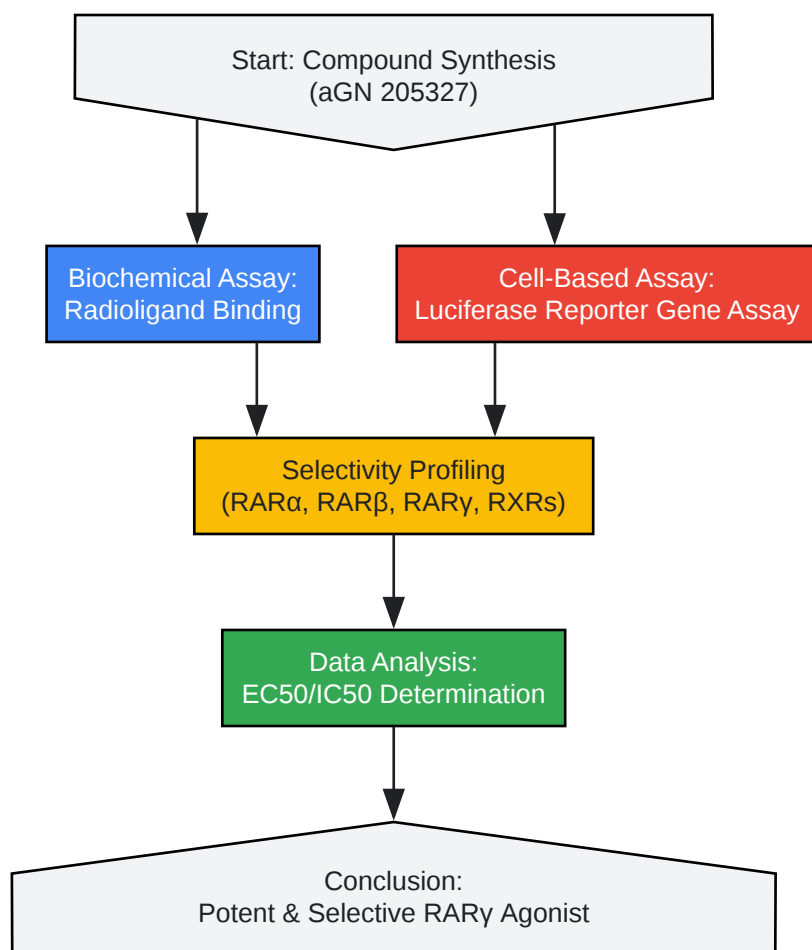 Start: Compound Synthesis
(aGN 205327)
Biochemical Assay:
Radioligand Binding
Cell-Based Assay:
Luciferase Reporter Gene Assay
Selectivity Profiling
(RARα, RARβ, RARγ, RXRs)
Data Analysis:
EC50/IC50 Determination
Conclusion:
Potent & Selective RARγ Agonist